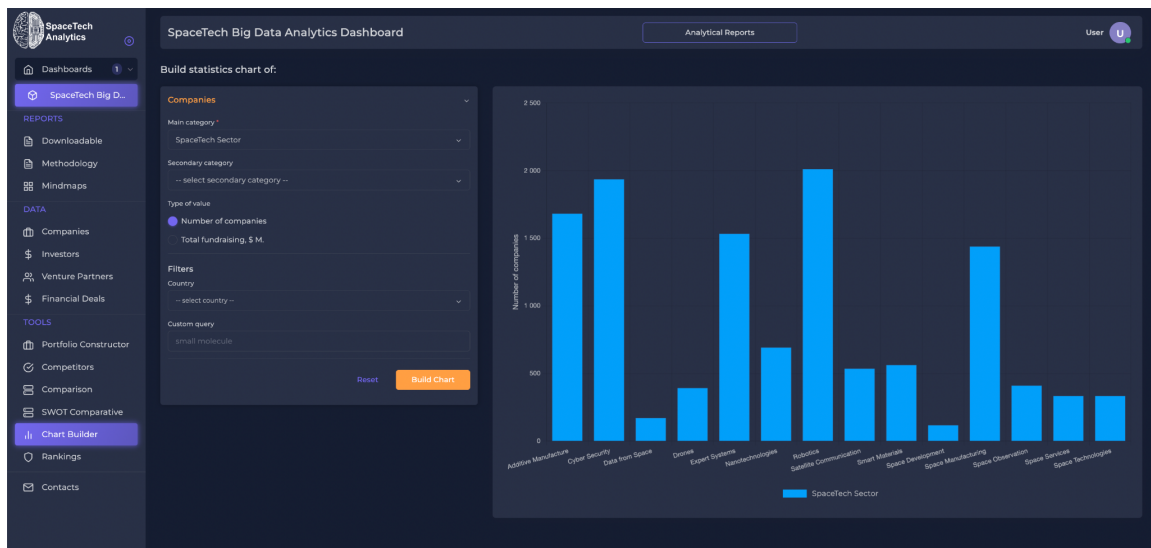 SpaceTech
Analytics
SpaceTech Big Data Analytics Dashboard
Analytical Reports
User
U
Dashboards
1
SpaceTech Big D...
REPORTS
Downloadable
Methodology
Mindmaps
DATA
Companies
Investors
Venture Partners
Financial Deals
TOOLS
Portfolio Constructor
Competitors
Comparison
SWOT Comparative
Chart Builder
Rankings
Contacts
Build statistics chart of:
Companies
Main category *
SpaceTech Sector
Secondary category
-- select secondary category --
Type of value
Number of companies
Total fundraising, $ M.
Filters
Country
-- select country --
Custom query
small molecule
Reset
Build Chart
Number of companies
2 500
2 000
1 500
1 000
500
0
Additive Manufacture
Cyber Security
Data from Space
Drones
Expert Systems
Nanotechnologies
Robotics
Satellite Communication
Smart Materials
Space Development
Space Manufacturing
Space Observation
Space Services
Space Technologies
SpaceTech Sector